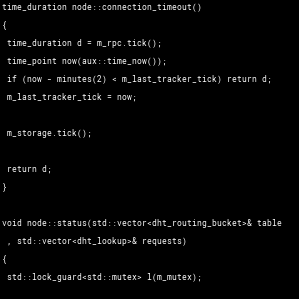 time_duration node::connection_timeout()
{
time_duration d = m_rpc.tick();
time_point now(aux::time_now());
if (now - minutes(2) < m_last_tracker_tick) return d;
m_last_tracker_tick = now;
m_storage.tick();
return d;
}
void node::status(std::vector<dht_routing_bucket>& table
, std::vector<dht_lookup>& requests)
{
std::lock_guard<std::mutex> l(m_mutex);